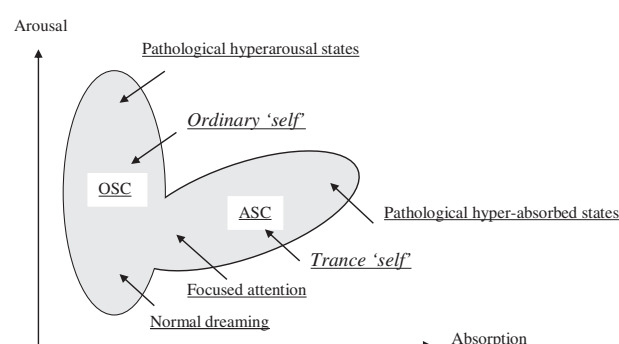 Arousal
Pathological hyperarousal states
Ordinary ‘self’
OSC
ASC
Pathological hyper-absorbed states
Trance ‘self’
Focused attention
Normal dreaming
Absorption